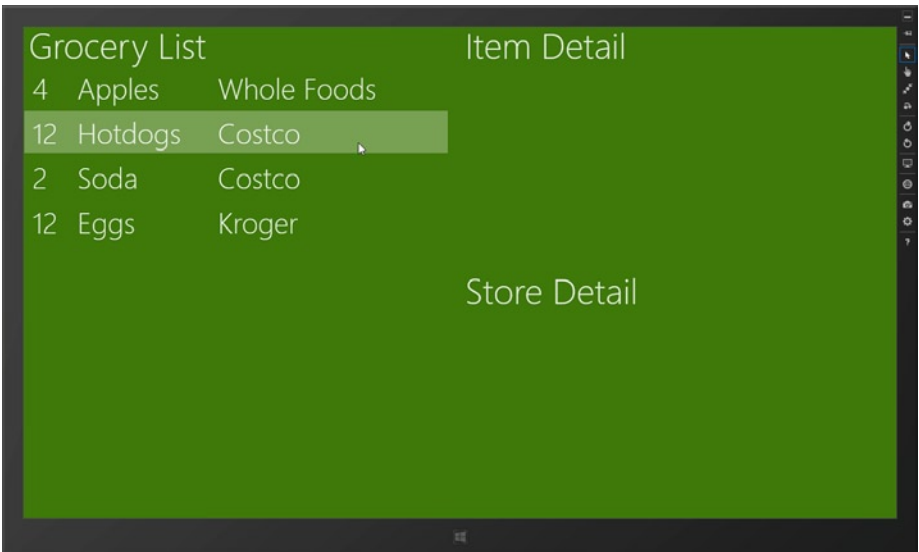 Grocery List
4 Apples Whole Foods
12 Hotdogs Costco
2 Soda Costco
12 Eggs Kroger
Item Detail
Store Detail
?